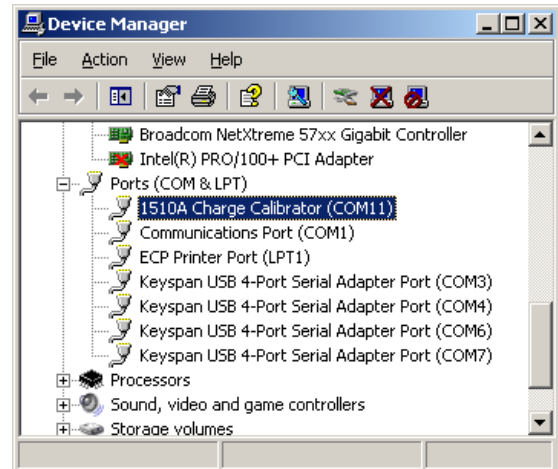 Device Manager
File Action View Help
Broadcom NetXtreme 57xx Gigabit Controller
Intel(R) PRO/100+ PCI Adapter
Ports (COM & LPT)
1510A Charge Calibrator (COM11)
Communications Port (COM1)
ECP Printer Port (LPT1)
Keyspan USB 4-Port Serial Adapter Port (COM3)
Keyspan USB 4-Port Serial Adapter Port (COM4)
Keyspan USB 4-Port Serial Adapter Port (COM6)
Keyspan USB 4-Port Serial Adapter Port (COM7)
Processors
Sound, video and game controllers
Storage volumes